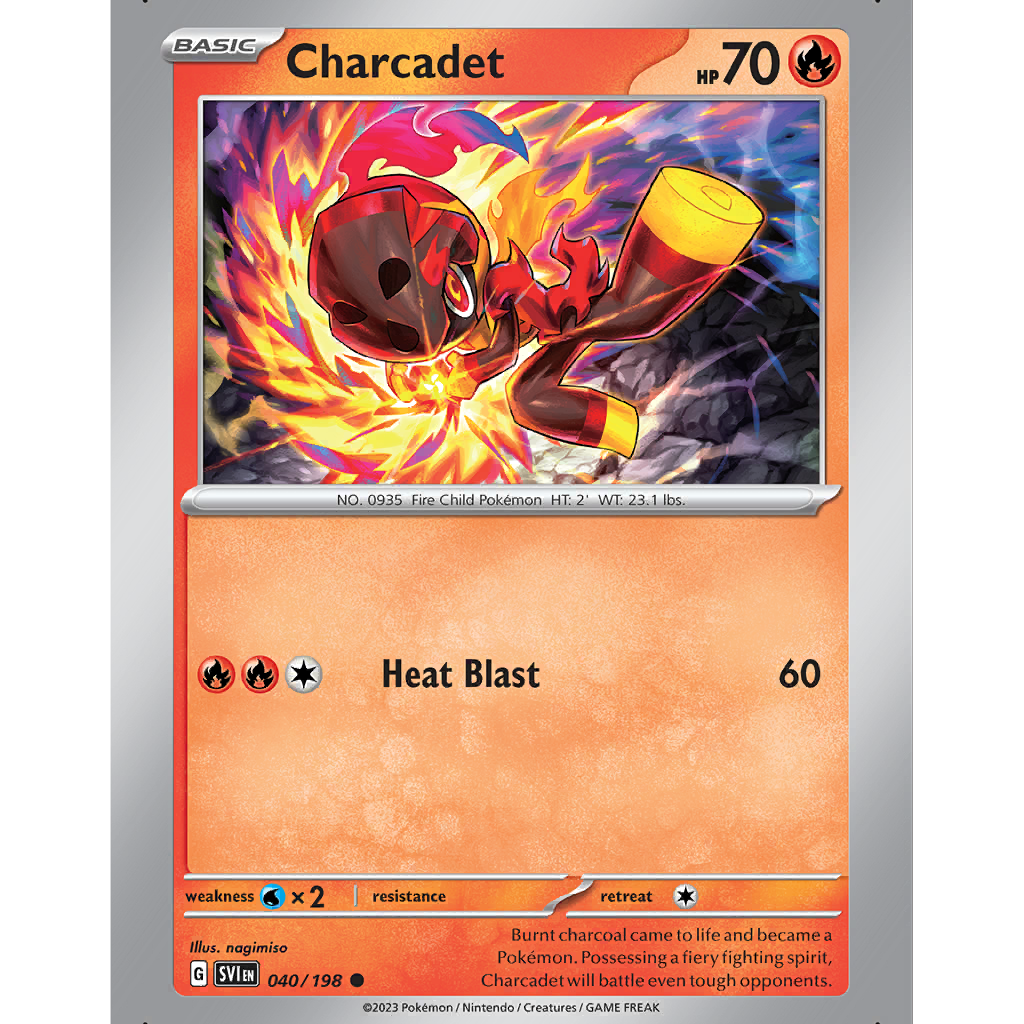 BASIC Charcadet HP 70
NO. 0935 Fire Child Pokémon HT: 2' WT: 23.1 lbs.
Heat Blast 60
weakness ×2 resistance retreat
Illus. nagimiso
Burnt charcoal came to life and became a
Pokémon. Possessing a fiery fighting spirit,
Charcadet will battle even tough opponents.
G SVI EN 040/198
©2023 Pokémon / Nintendo / Creatures / GAME FREAK